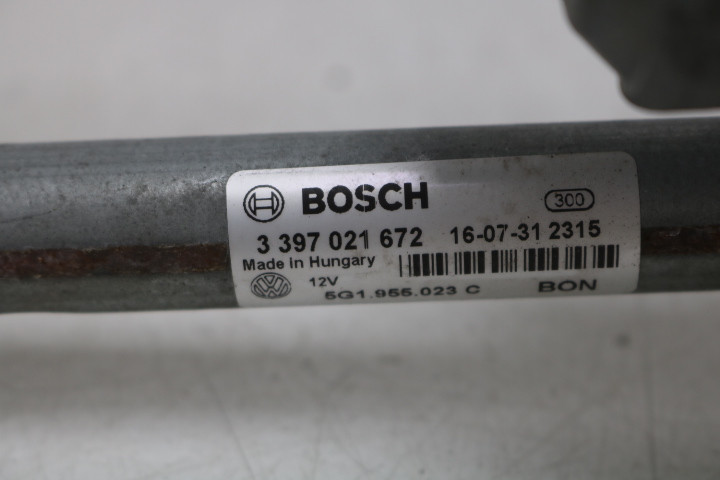 BOSCH 300
3 397 021 672 16-07-31 2315
Made in Hungary
12V
5G1.955.023 C BON